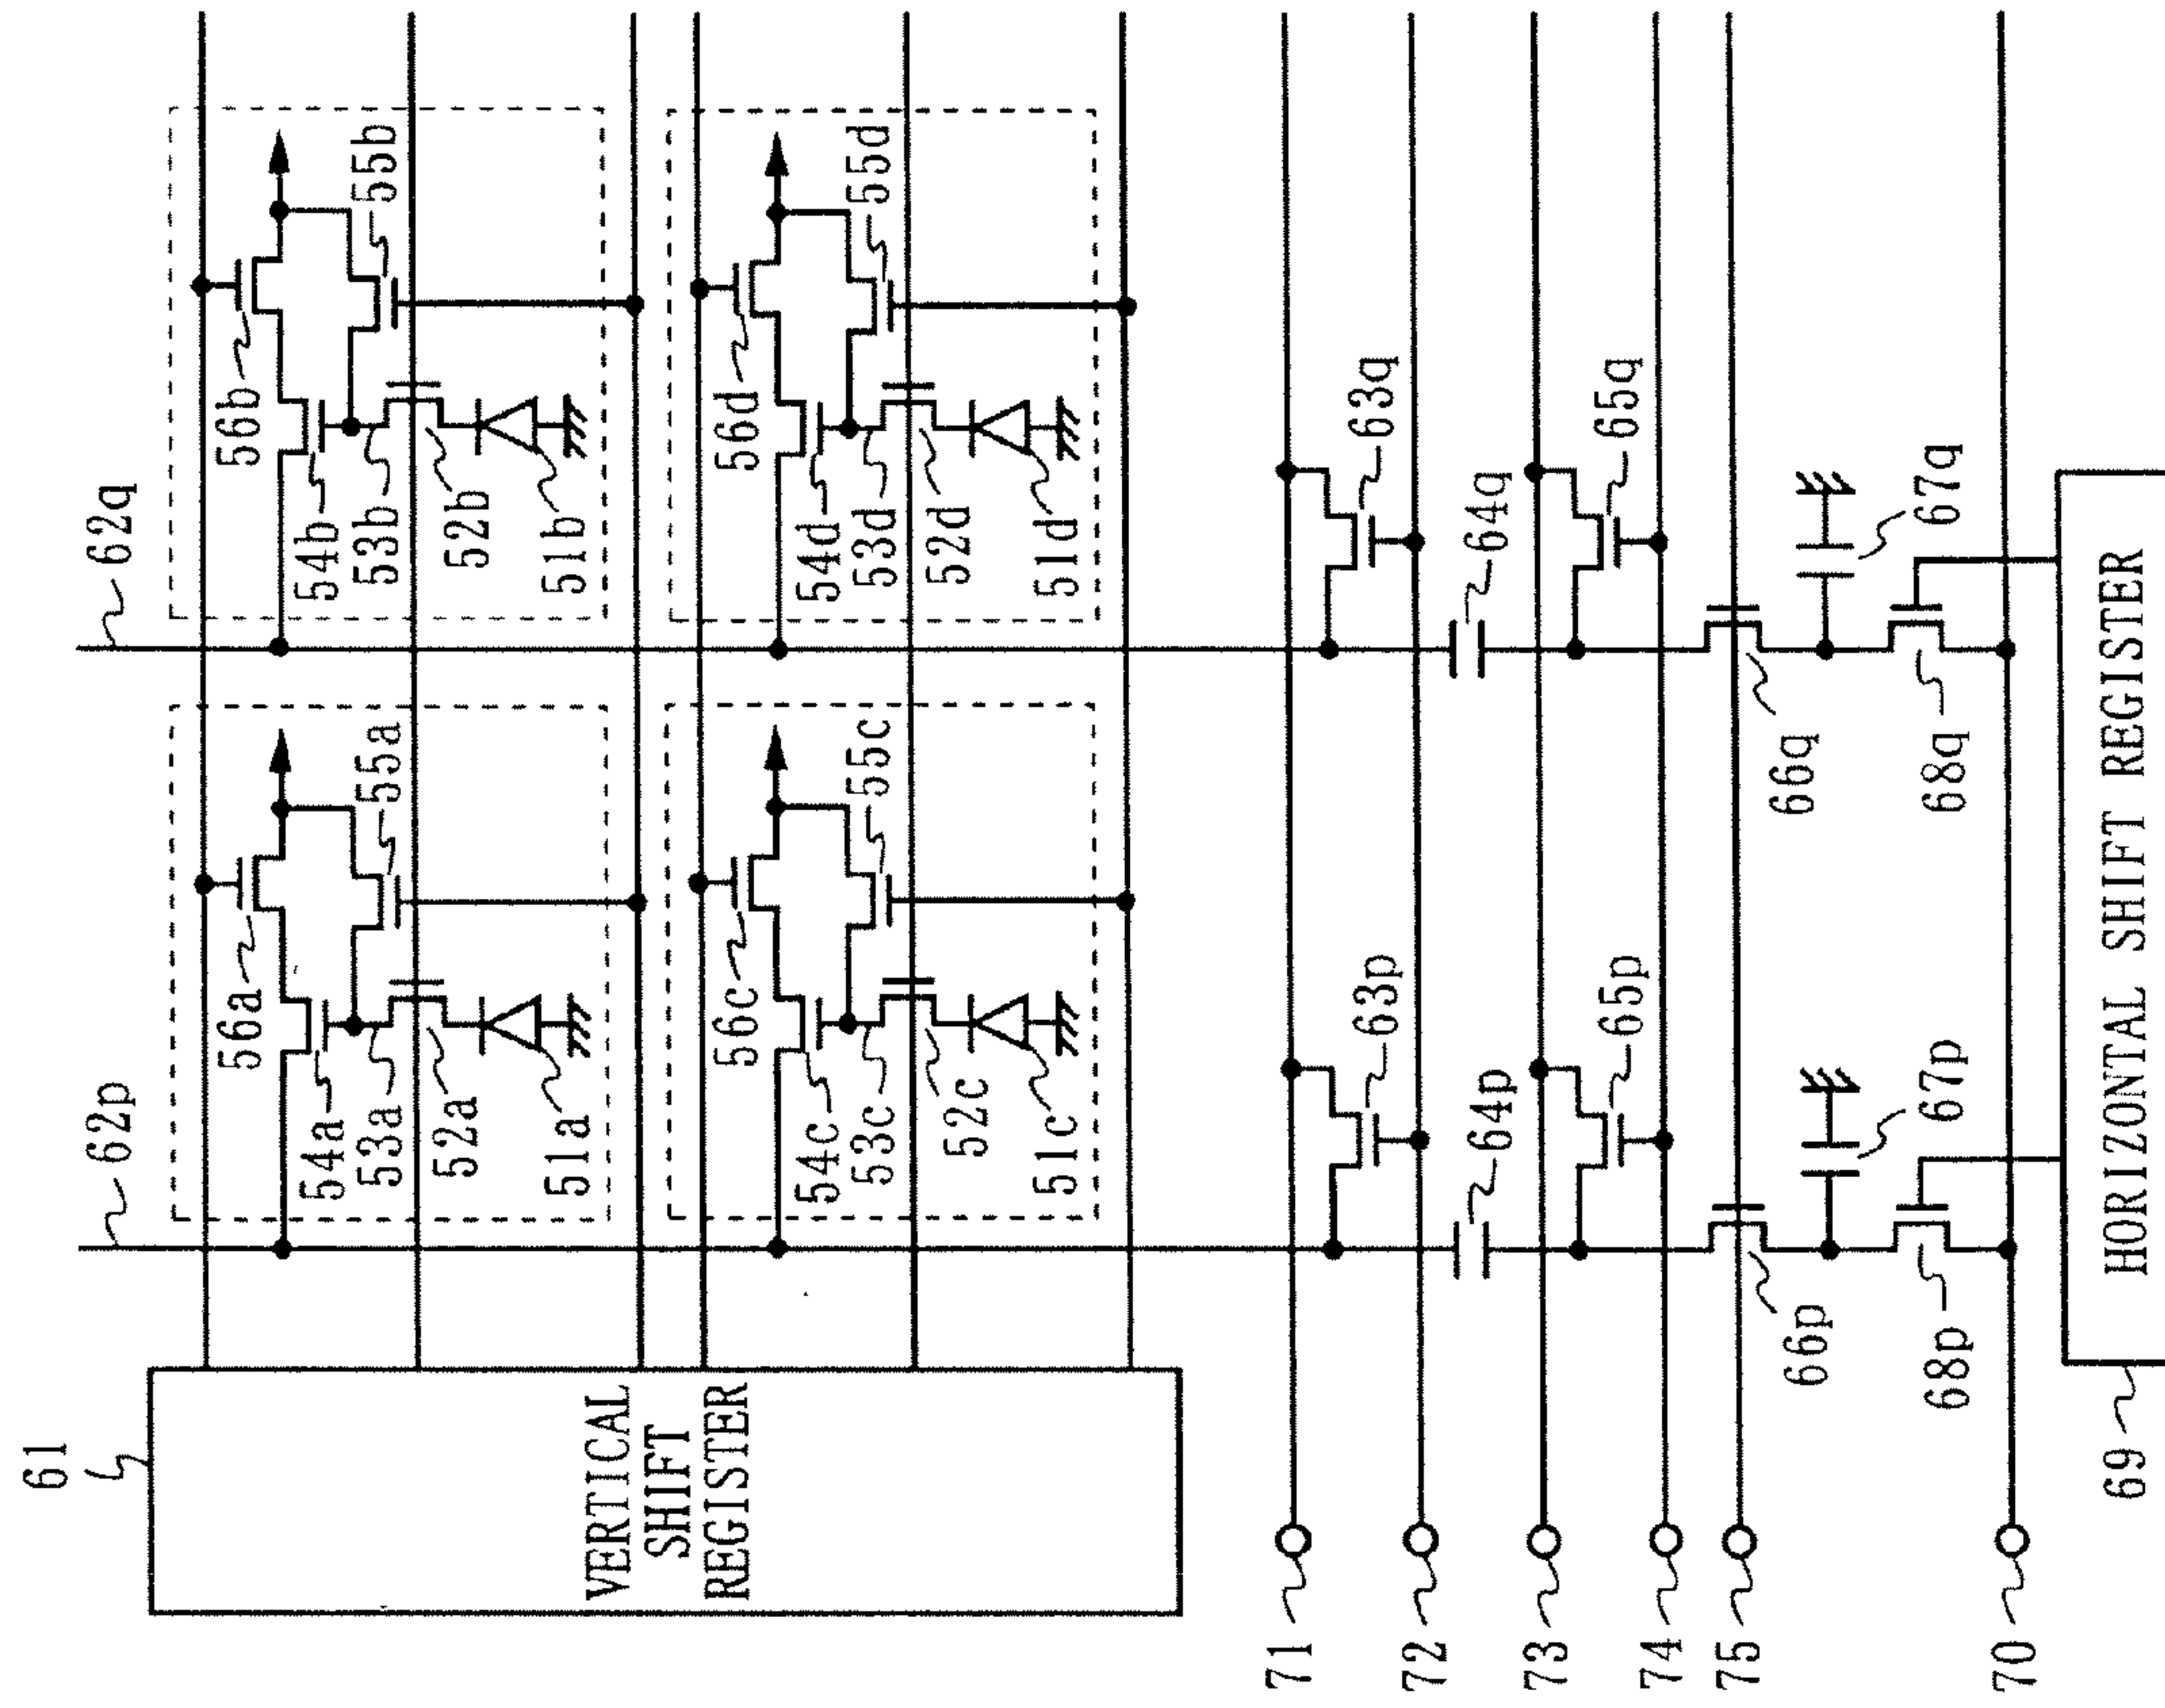 61
VERTICAL
SHIFT
REGISTER
62p
62q
56a
54a
53a
52a
51a
55a
56b
54b
53b
52b
51b
55b
56c
54c
53c
52c
51c
55c
56d
54d
53d
52d
51d
55d
71
72
73
74
75
70
63p
64p
65p
66p
67p
68p
63q
64q
65q
66q
67q
68q
69
HORIZONTAL SHIFT REGISTER